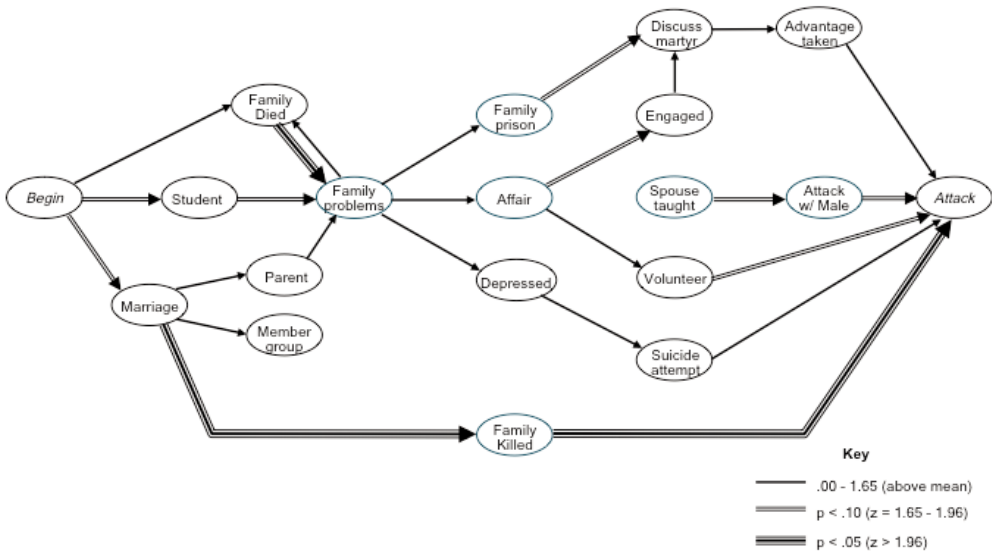 Discuss
martyr
Advantage
taken
Family
Died
Family
prison
Engaged
Begin
Student
Family
problems
Affair
Spouse
taught
Attack
w/ Male
Attack
Parent
Depressed
Volunteer
Marriage
Member
group
Suicide
attempt
Family
Killed
Key
.00 - 1.65 (above mean)
p < .10 (z = 1.65 - 1.96)
p < .05 (z > 1.96)